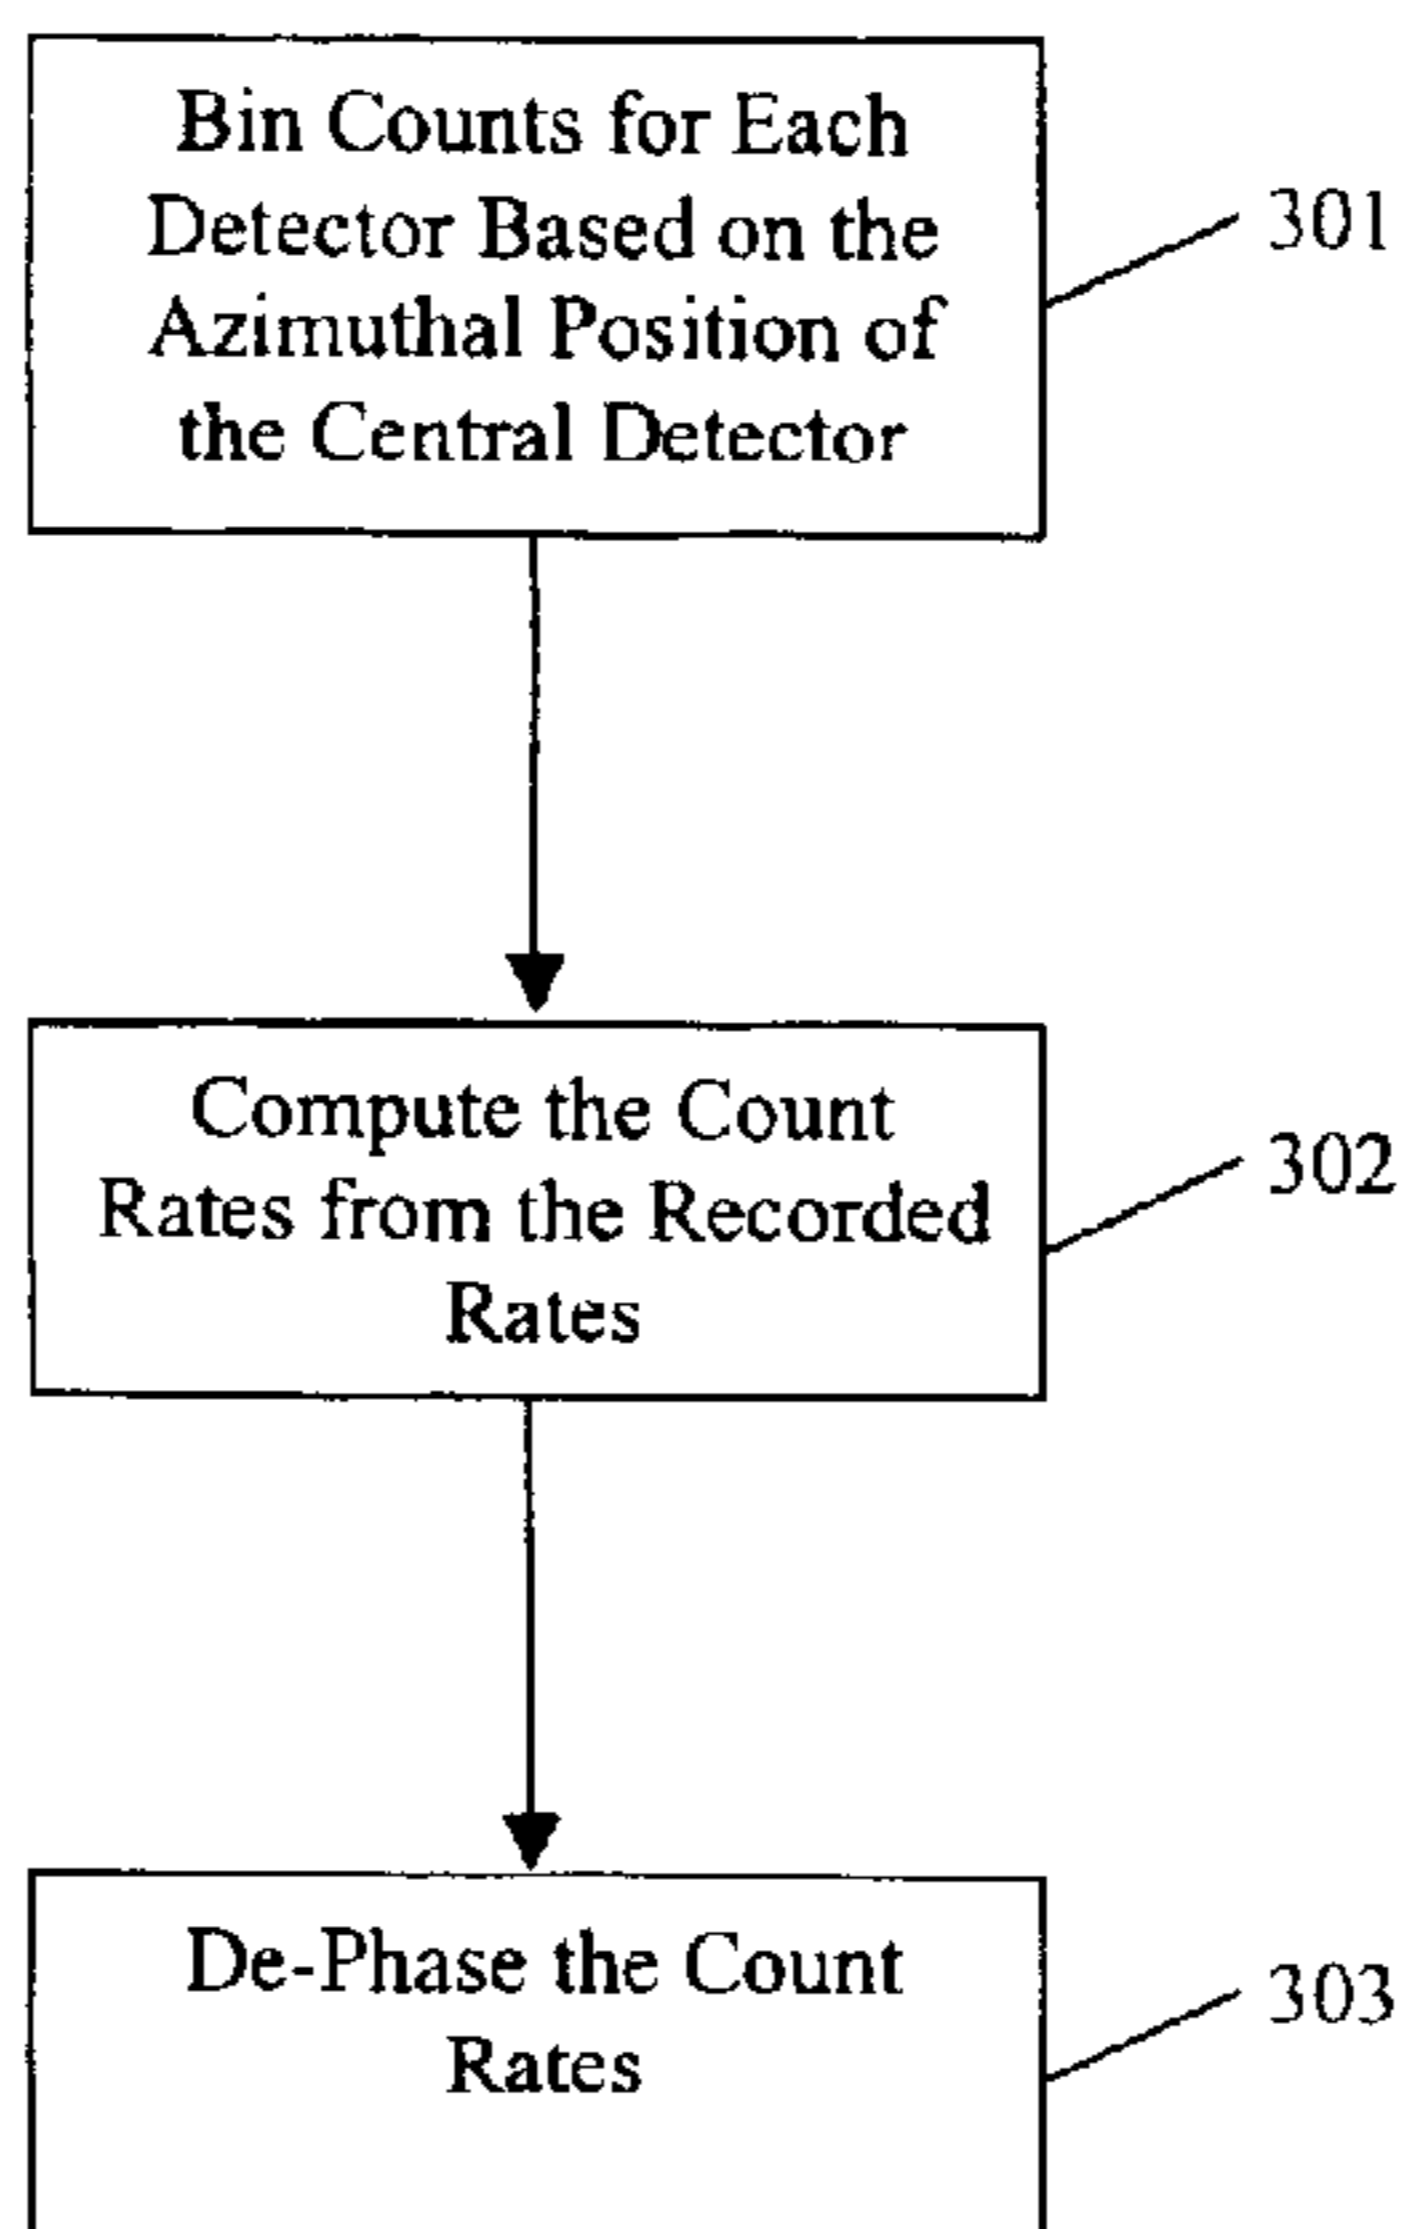 Bin Counts for Each
Detector Based on the
Azimuthal Position of
the Central Detector
301
Compute the Count
Rates from the Recorded
Rates
302
De-Phase the Count
Rates
303